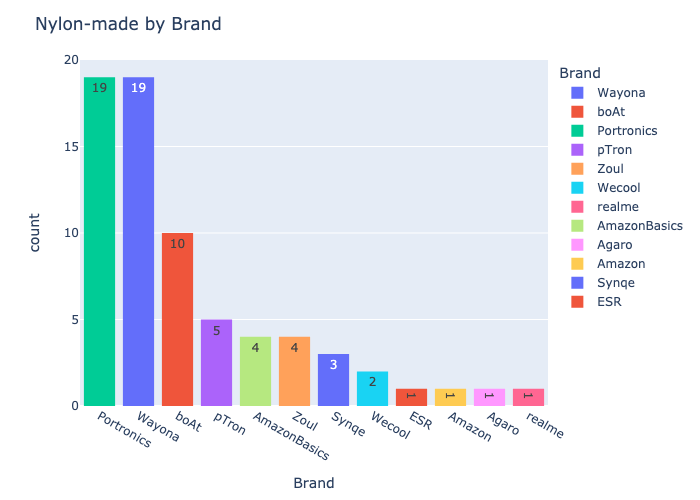 Nylon-made by Brand
20
15
10
5
0
count
19
19
10
5
4
4
3
2
1
1
1
1
Portronics
Wayona
boAt
pTron
AmazonBasics
Zoul
Synqe
Wecool
ESR
Amazon
Agaro
realme
Brand
Brand
Wayona
boAt
Portronics
pTron
Zoul
Wecool
realme
AmazonBasics
Agaro
Amazon
Synqe
ESR